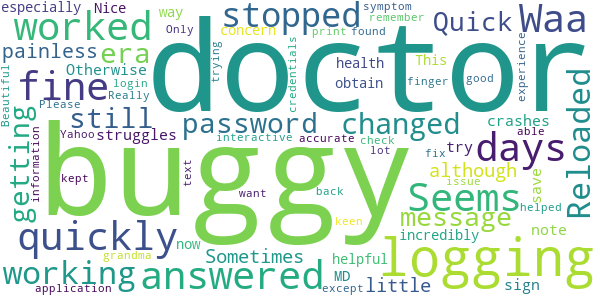 especially Nice stopped Quick Waa symptom
way concern remember
worked doctor Only print found
painless era trying experience
Beautiful Otherwise health This good
fine login obtain finger Reloaded
Please Really credentials
still password changed crashes
information Yahoo struggles interactive accurate check able
getting buggy although try days
kept text lot fix save
want back Seems issue helped
quickly now keen message note
Sometimes helpful incredibly logging
working grandma answered MD little sign
application except